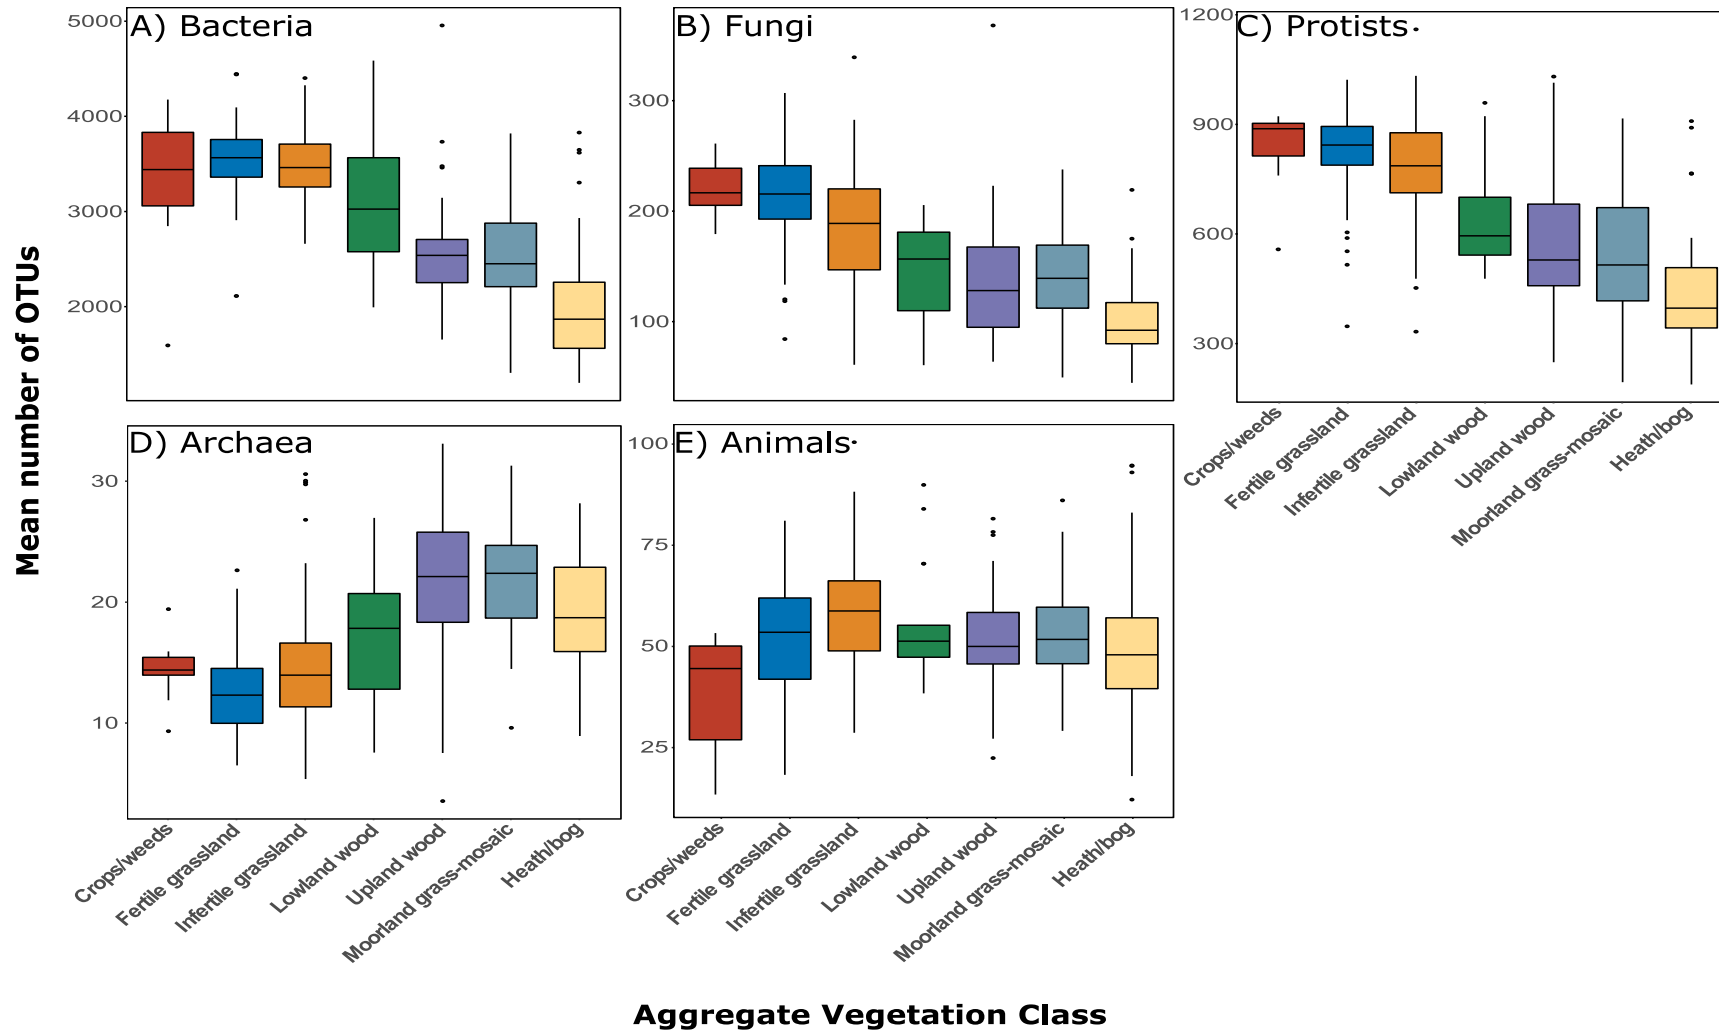 A) Bacteria
5000
4000
3000
2000
B) Fungi
300
200
100
C) Protists
1200
900
600
300
Crops/weeds
Fertile grassland
Infertile grassland
Lowland wood
Upland wood
Moorland grass-mosaic
Heath/bog
Mean number of OTUs
D) Archaea
30
20
10
Crops/weeds
Fertile grassland
Infertile grassland
Lowland wood
Upland wood
Moorland grass-mosaic
Heath/bog
E) Animals
100
75
50
25
Crops/weeds
Fertile grassland
Infertile grassland
Lowland wood
Upland wood
Moorland grass-mosaic
Heath/bog
Aggregate Vegetation Class